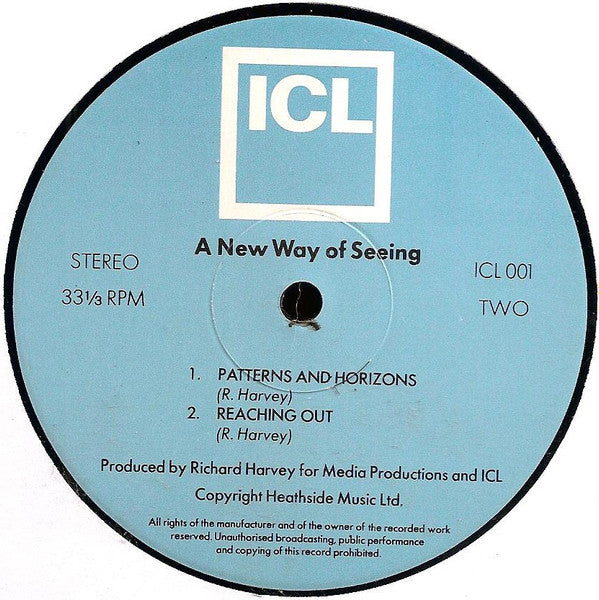 ICL
A New Way of Seeing
STEREO
33⅓ RPM
ICL 001
TWO
1. PATTERNS AND HORIZONS
(R. Harvey)
2. REACHING OUT
(R. Harvey)
Produced by Richard Harvey for Media Productions and ICL
Copyright Heathside Music Ltd.
All rights of the manufacturer and of the owner of the recorded work
reserved. Unauthorised broadcasting, public performance
and copying of this record prohibited.